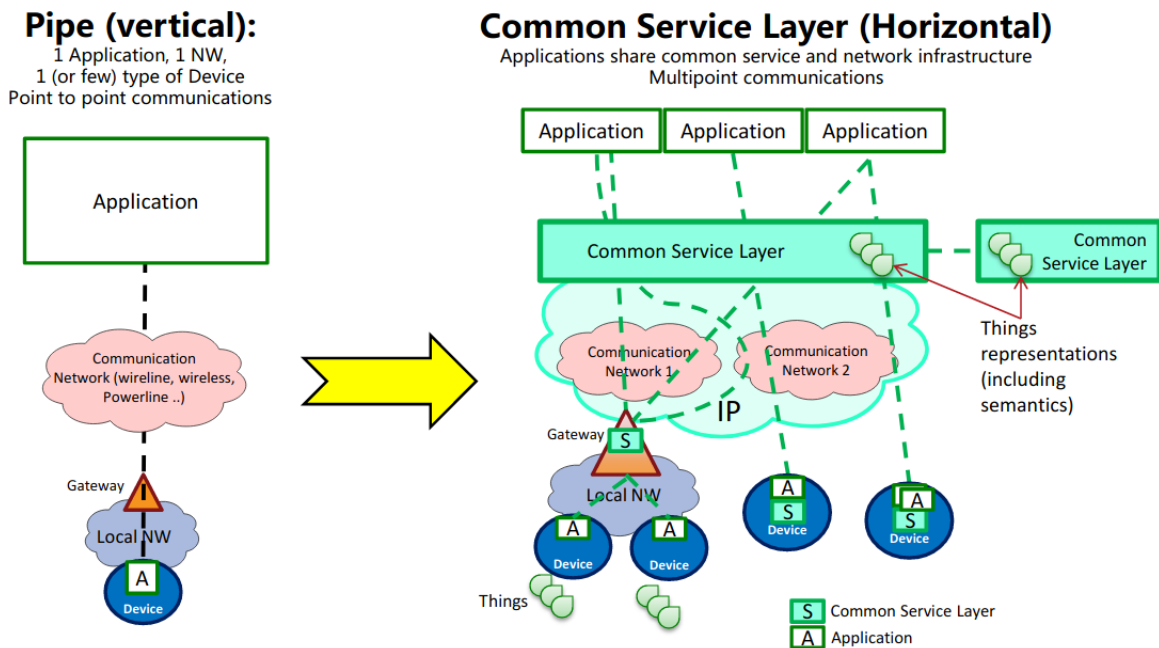 Pipe (vertical):
1 Application, 1 NW,
1 (or few) type of Device
Point to point communications
Application
Communication
Network (wireline, wireless,
Powerline ..)
Gateway
Local NW
A
Device
Common Service Layer (Horizontal)
Applications share common service and network infrastructure
Multipoint communications
Application
Application
Application
Common Service Layer
Common
Service Layer
Things
representations
(including
semantics)
Communication
Network 1
Communication
Network 2
IP
Gateway
S
Local NW
A
Device
A
Device
A
S
Device
A
S
Device
Things
S Common Service Layer
A Application